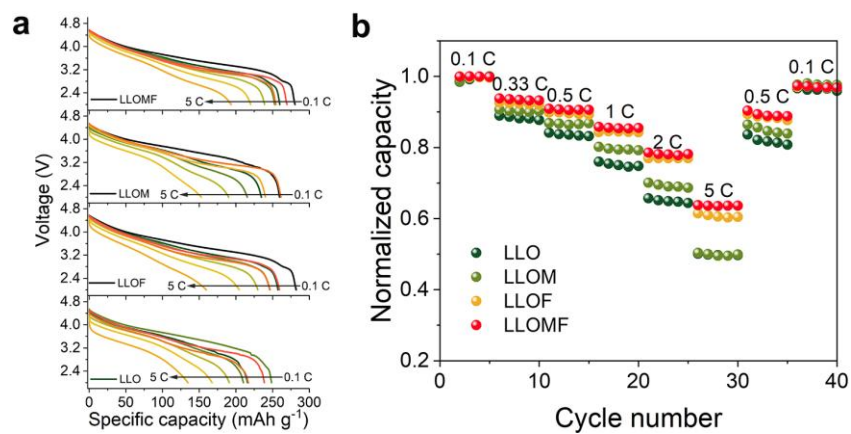 a
4.8
4.0
3.2
2.4
LLOMF
5 C
0.1 C
4.8
4.0
3.2
2.4
LLOM
5 C
0.1 C
4.8
4.0
3.2
2.4
LLOF
5 C
0.1 C
4.8
4.0
3.2
2.4
LLO
5 C
0.1 C
0 50 100 150 200 250 300
Voltage (V)
Specific capacity (mAh g⁻¹)
b
1.0
0.8
0.6
0.4
0.2
0 10 20 30 40
Normalized capacity
Cycle number
0.1 C
0.33 C
0.5 C
1 C
2 C
5 C
0.5 C
0.1 C
LLO
LLOM
LLOF
LLOMF